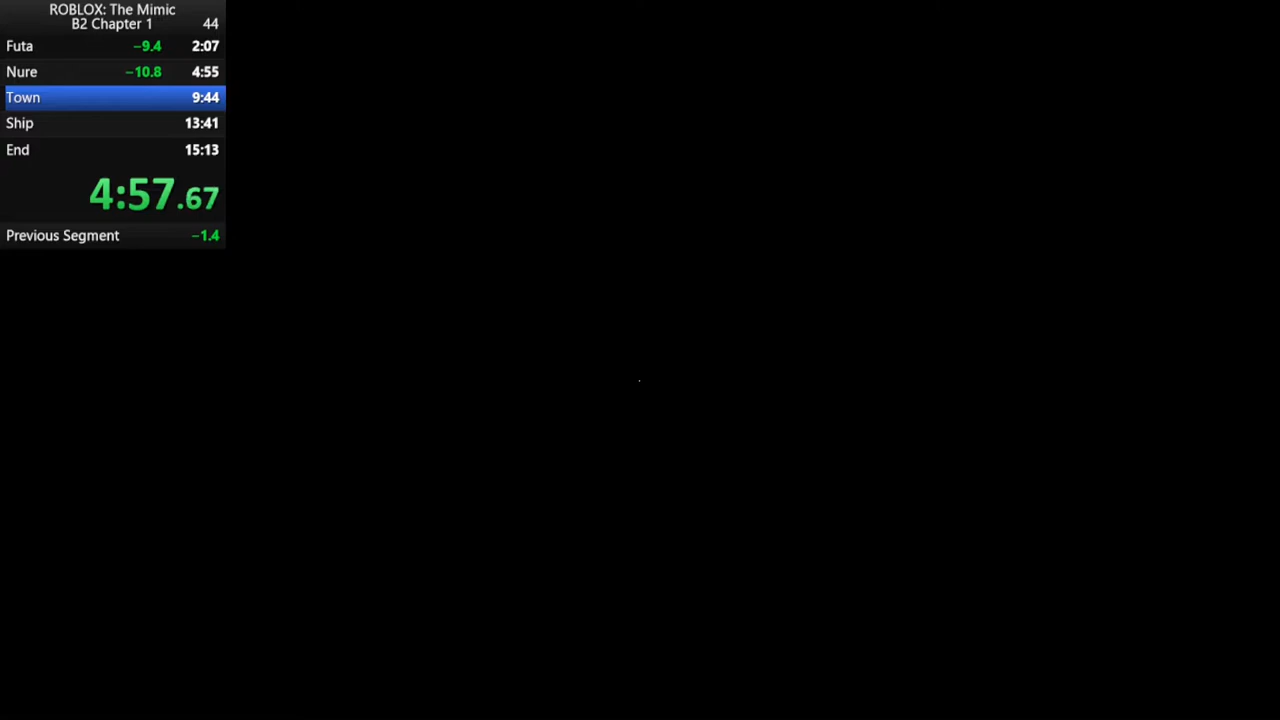 ROBLOX: The Mimic
B2 Chapter 1 44
Futa −9.4 2:07
Nure −10.8 4:55
Town 9:44
Ship 13:41
End 15:13
4:57.67
Previous Segment −1.4